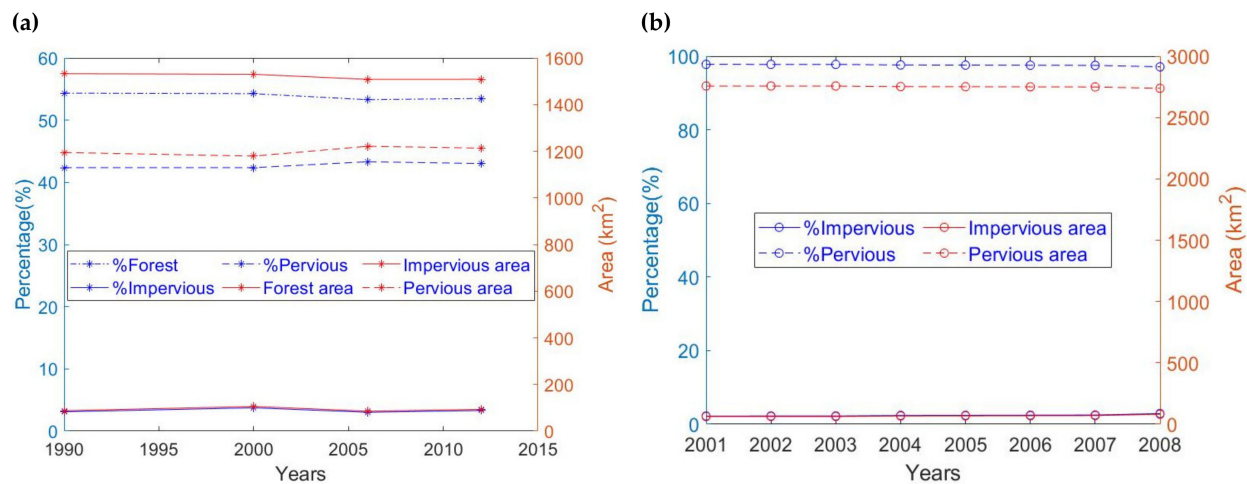 (a)
60
50
40
30
20
10
0
Percentage(%)
1600
1400
1200
1000
800
600
400
200
0
Area (km²)
%Forest %Pervious Impervious area
%Impervious Forest area Pervious area
1990 1995 2000 2005 2010 2015
Years
(b)
100
80
60
40
20
0
Percentage(%)
3000
2500
2000
1500
1000
500
0
Area (km²)
%Impervious Impervious area
%Pervious Pervious area
2001 2002 2003 2004 2005 2006 2007 2008
Years